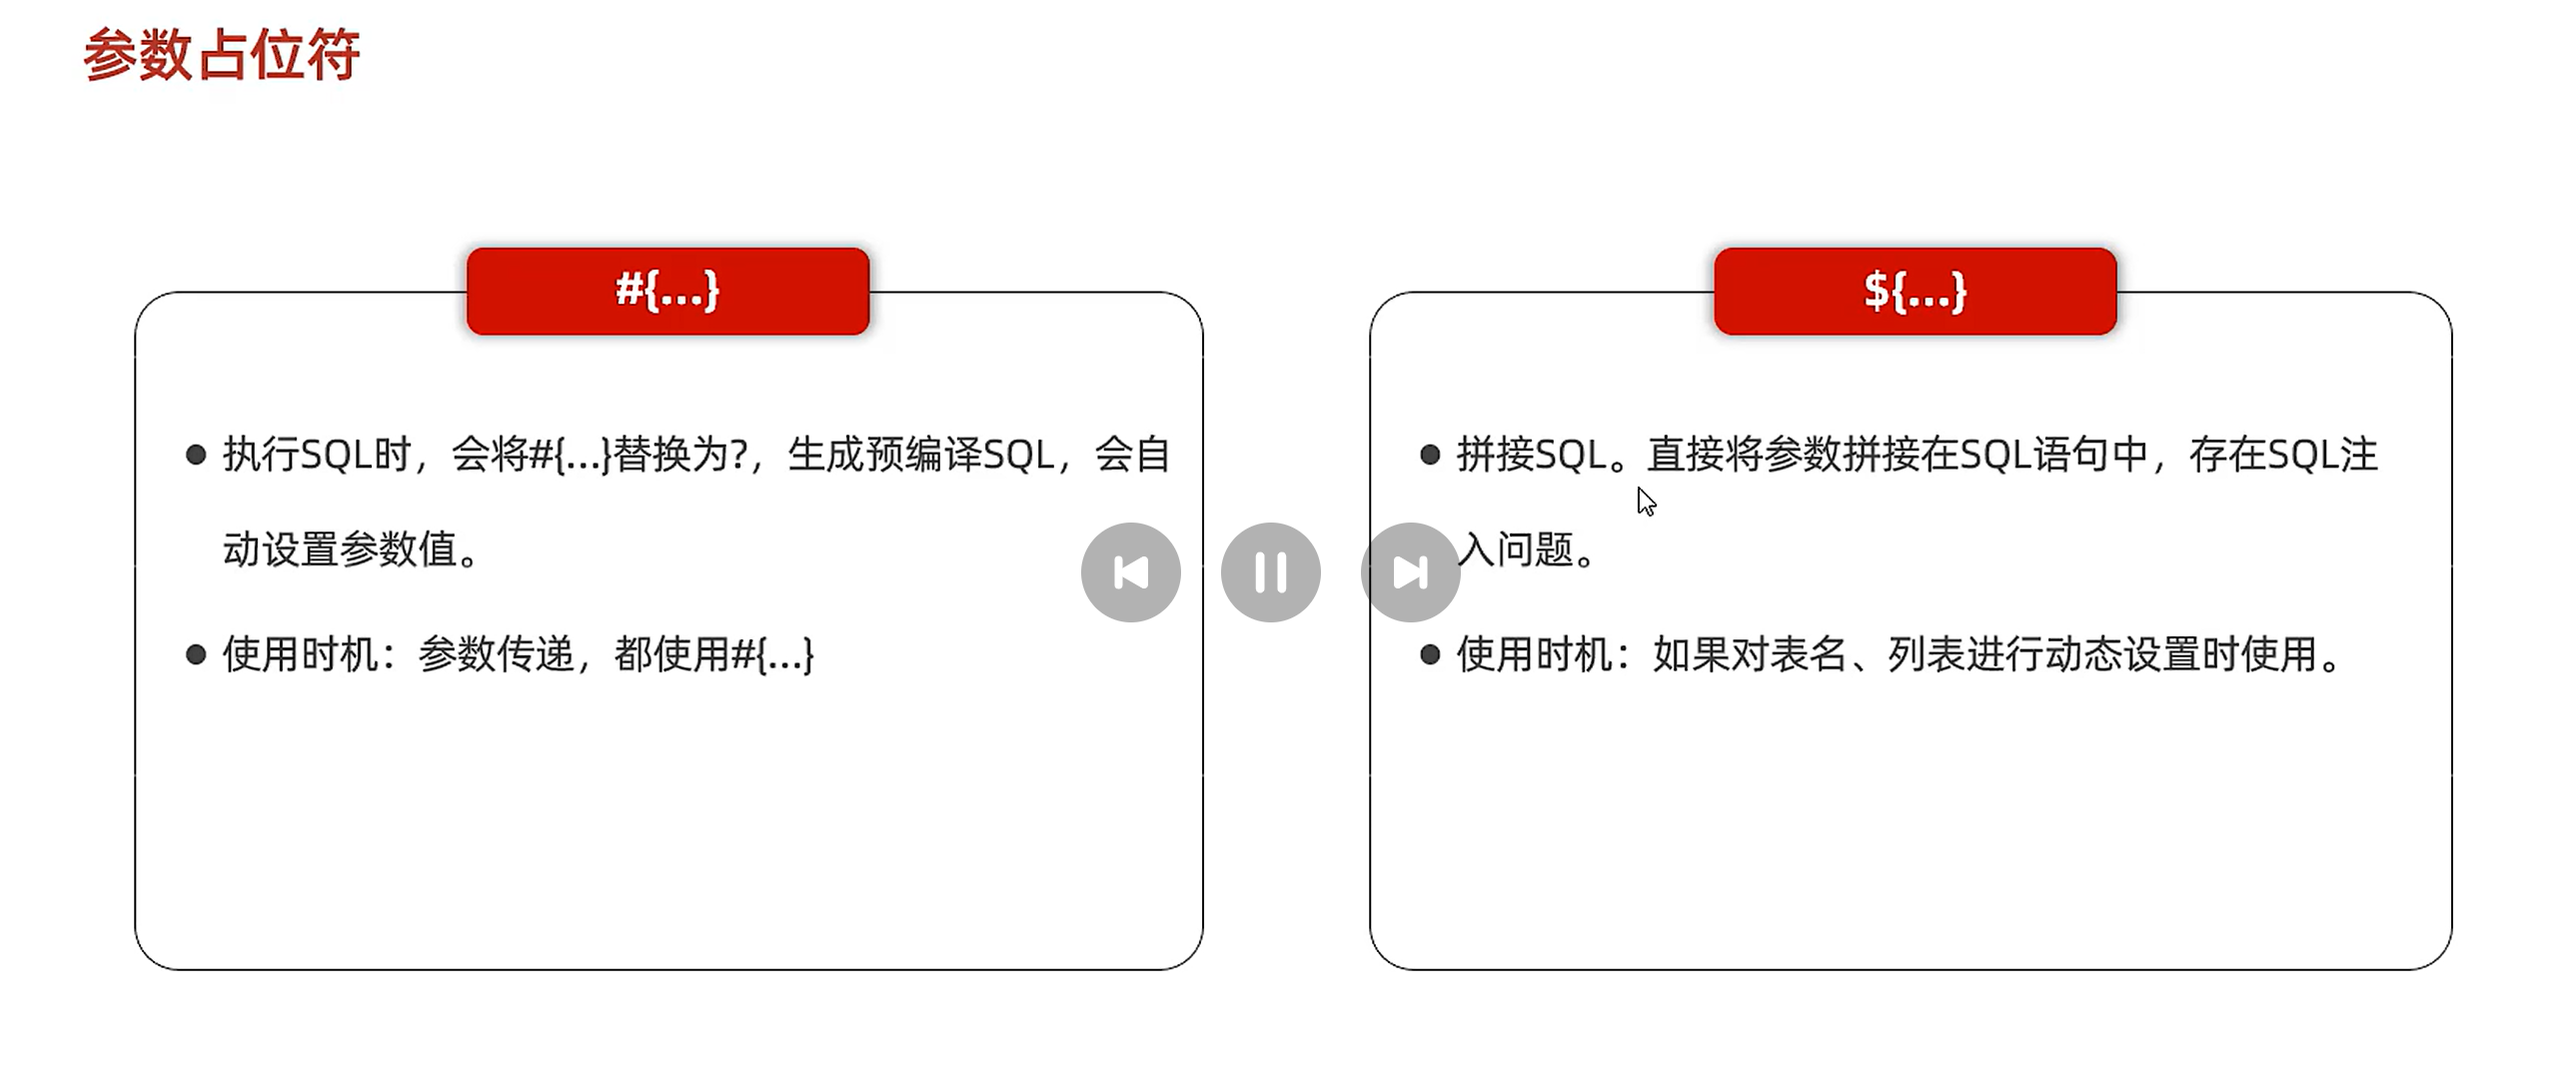 参数占位符
#{...}
执行SQL时，会将#{...}替换为?，生成预编译SQL，会自
动设置参数值。
使用时机：参数传递，都使用#{...}
${...}
拼接SQL。直接将参数拼接在SQL语句中，存在SQL注
入问题。
使用时机：如果对表名、列表进行动态设置时使用。